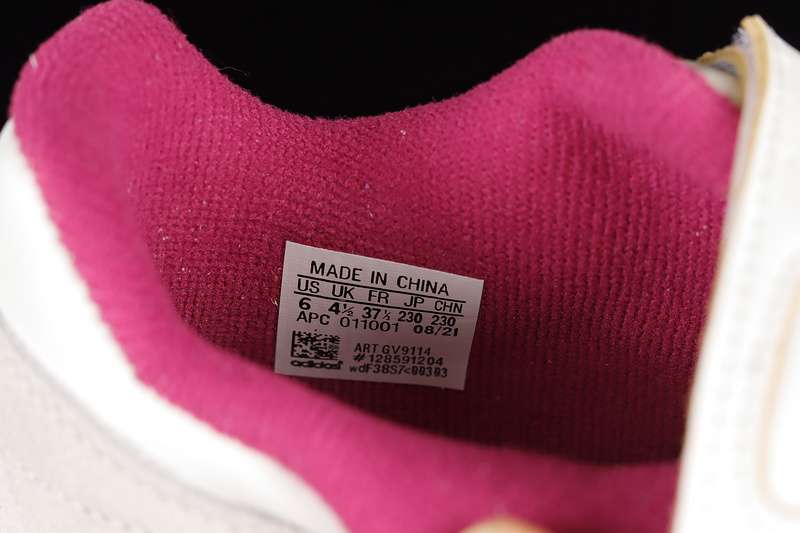 MADE IN CHINA
US UK FR JP CHN
6 4½ 37½ 230 230
APC 011001 08/21
ART GV9114
#128591204
adidas